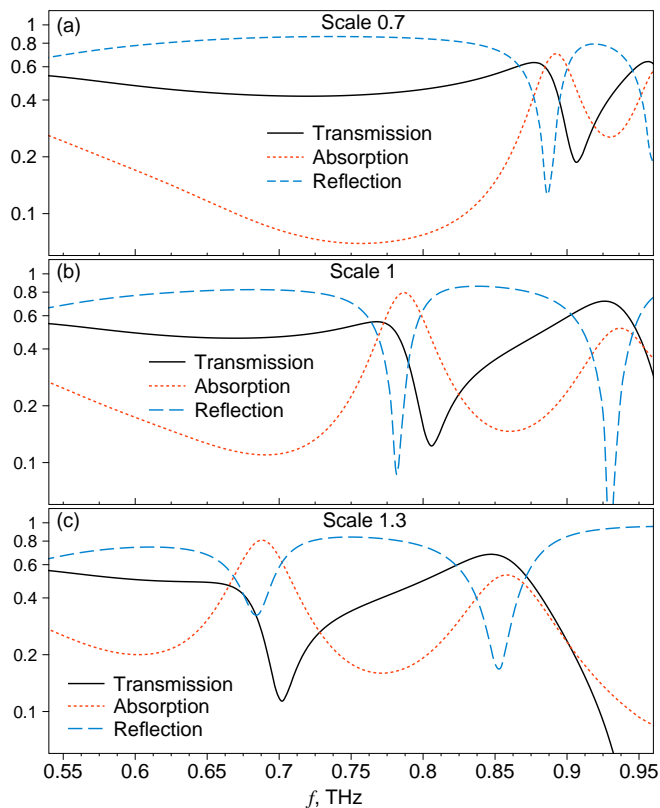 (a) Scale 0.7
1
0.8
0.6
0.4
0.2
0.1
Transmission
Absorption
Reflection
(b) Scale 1
1
0.8
0.6
0.4
0.2
0.1
Transmission
Absorption
Reflection
(c) Scale 1.3
1
0.8
0.6
0.4
0.2
0.1
Transmission
Absorption
Reflection
0.55 0.6 0.65 0.7 0.75 0.8 0.85 0.9 0.95
f, THz